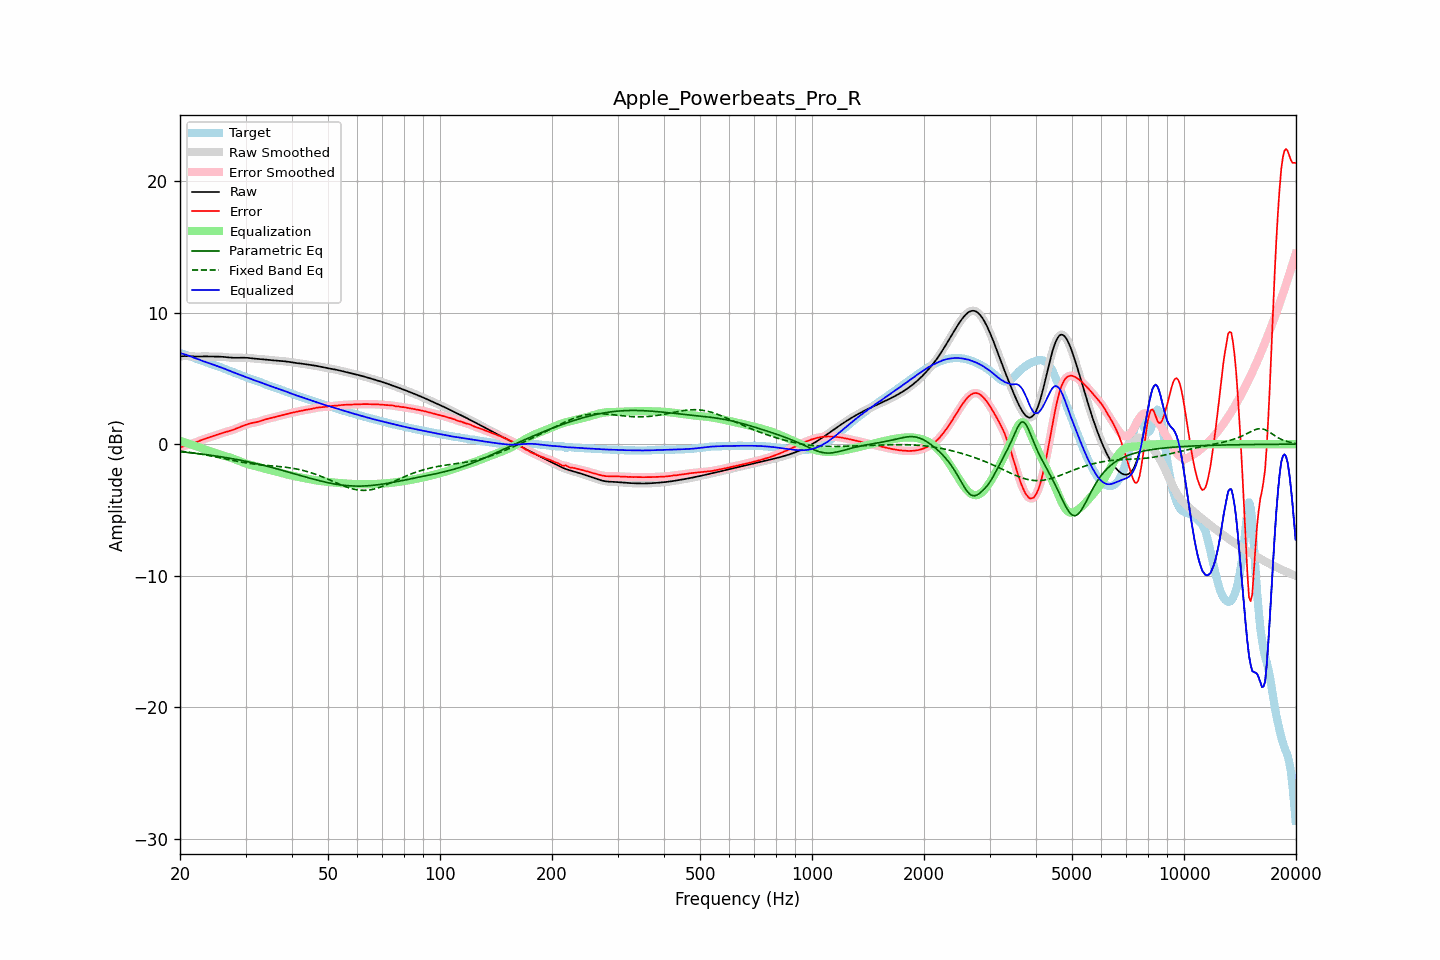 Apple_Powerbeats_Pro_R
Target
Raw Smoothed
Error Smoothed
Raw
Error
Equalization
Parametric Eq
Fixed Band Eq
Equalized
Amplitude (dBr)
20
10
0
−10
−20
−30
20
50
100
200
500
1000
2000
5000
10000
20000
Frequency (Hz)